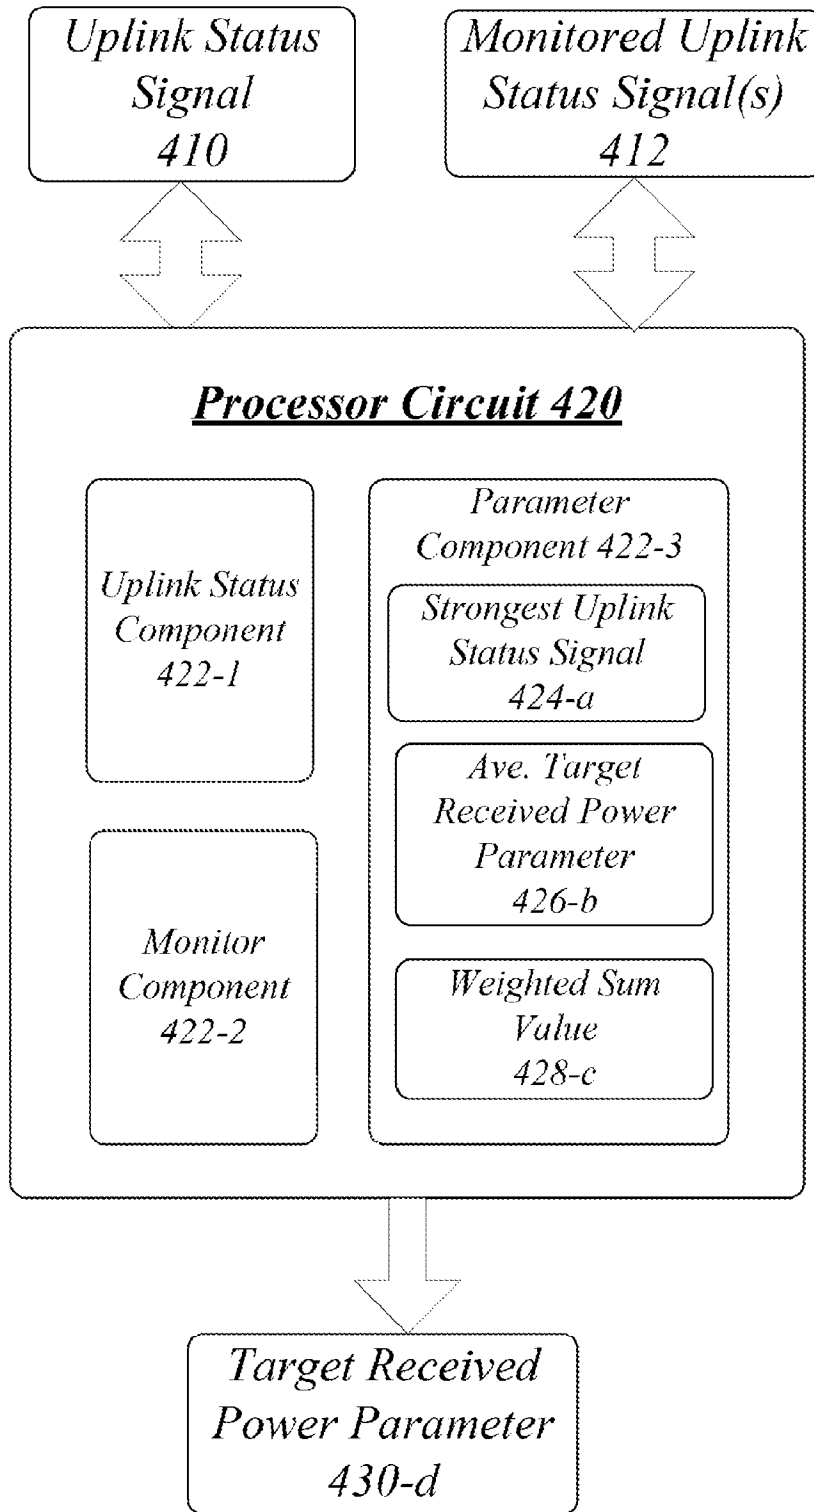 Uplink Status
Signal
410
Monitored Uplink
Status Signal(s)
412
Processor Circuit 420
Uplink Status
Component
422-1
Monitor
Component
422-2
Parameter
Component 422-3
Strongest Uplink
Status Signal
424-a
Ave. Target
Received Power
Parameter
426-b
Weighted Sum
Value
428-c
Target Received
Power Parameter
430-d